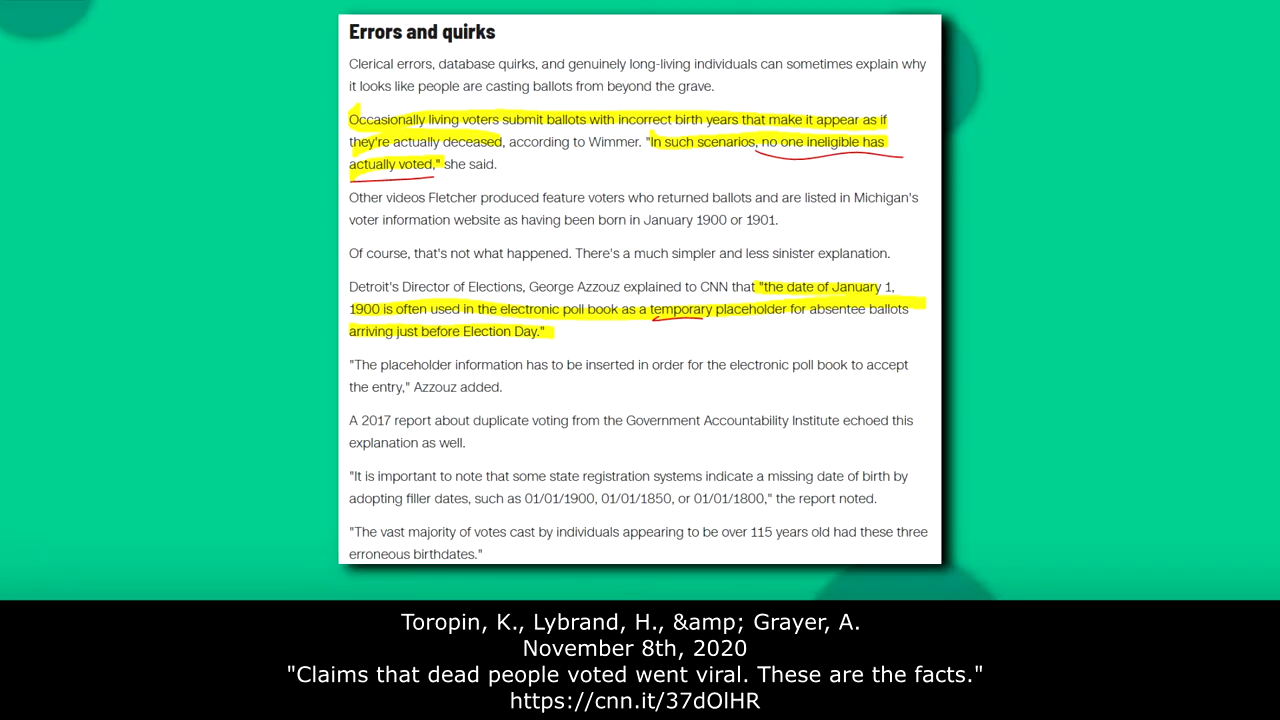 Errors and quirks
Clerical errors, database quirks, and genuinely long-living individuals can sometimes explain why
it looks like people are casting ballots from beyond the grave.
Occasionally living voters submit ballots with incorrect birth years that make it appear as if
they're actually deceased, according to Wimmer. "In such scenarios, no one ineligible has
actually voted," she said.
Other videos Fletcher produced feature voters who returned ballots and are listed in Michigan's
voter information website as having been born in January 1900 or 1901.
Of course, that's not what happened. There's a much simpler and less sinister explanation.
Detroit's Director of Elections, George Azzouz explained to CNN that "the date of January 1,
1900 is often used in the electronic poll book as a temporary placeholder for absentee ballots
arriving just before Election Day."
"The placeholder information has to be inserted in order for the electronic poll book to accept
the entry," Azzouz added.
A 2017 report about duplicate voting from the Government Accountability Institute echoed this
explanation as well.
"It is important to note that some state registration systems indicate a missing date of birth by
adopting filler dates, such as 01/01/1900, 01/01/1850, or 01/01/1800," the report noted.
"The vast majority of votes cast by individuals appearing to be over 115 years old had these three
erroneous birthdates."
Toropin, K., Lybrand, H., &amp; Grayer, A.
November 8th, 2020
"Claims that dead people voted went viral. These are the facts."
https://cnn.it/37dOlHR